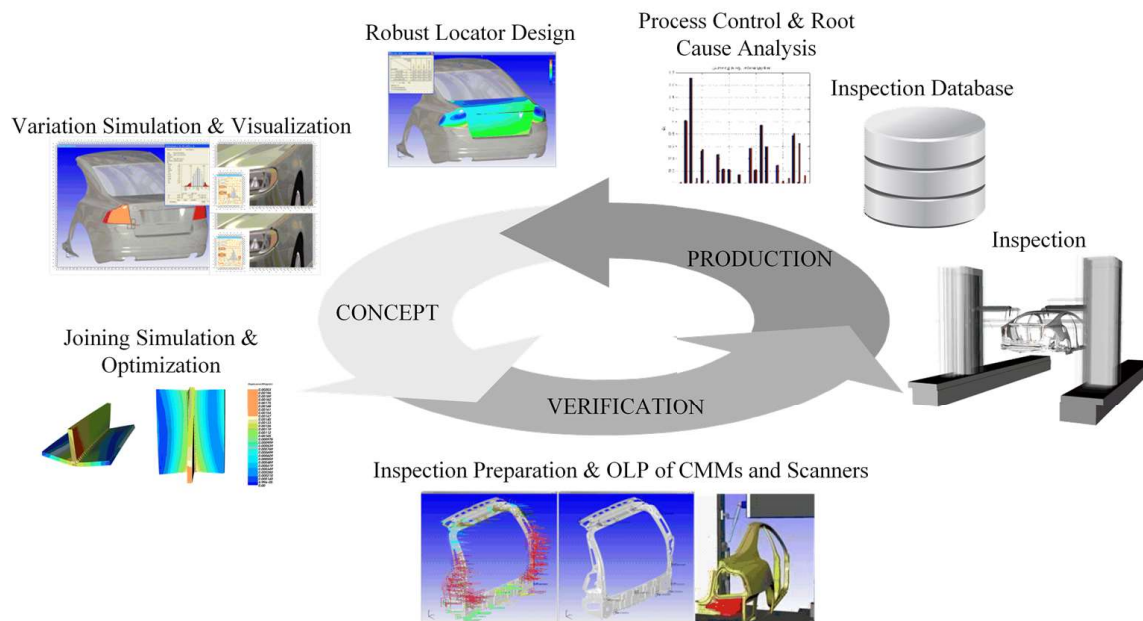 Robust Locator Design
Process Control & Root
Cause Analysis
Inspection Database
Variation Simulation & Visualization
Inspection
PRODUCTION
CONCEPT
Joining Simulation &
Optimization
VERIFICATION
Inspection Preparation & OLP of CMMs and Scanners